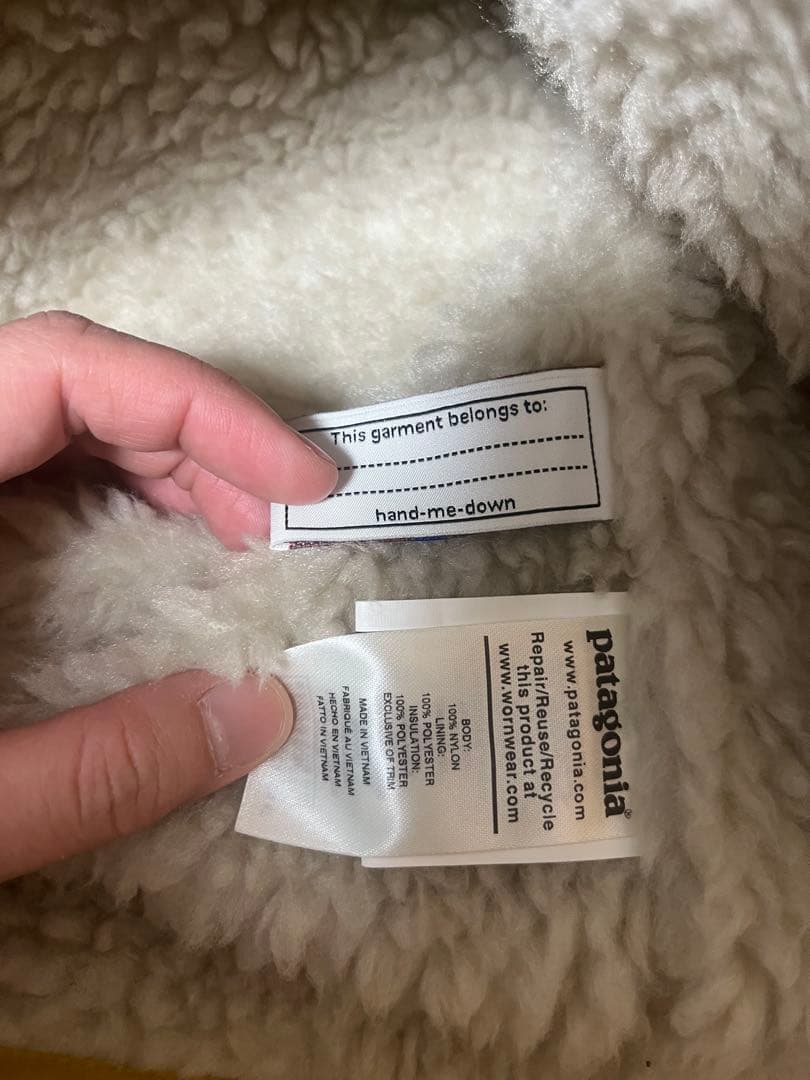 This garment belongs to:
hand-me-down
patagonia®
www.patagonia.com
Repair/Reuse/Recycle
this product at
www.wornwear.com
BODY:
100% NYLON
LINING:
100% POLYESTER
INSULATION:
100% POLYESTER
EXCLUSIVE OF TRIM
MADE IN VIETNAM
FABRIQUÉ AU VIETNAM
HECHO EN VIETNAM
FATTO IN VIETNAM